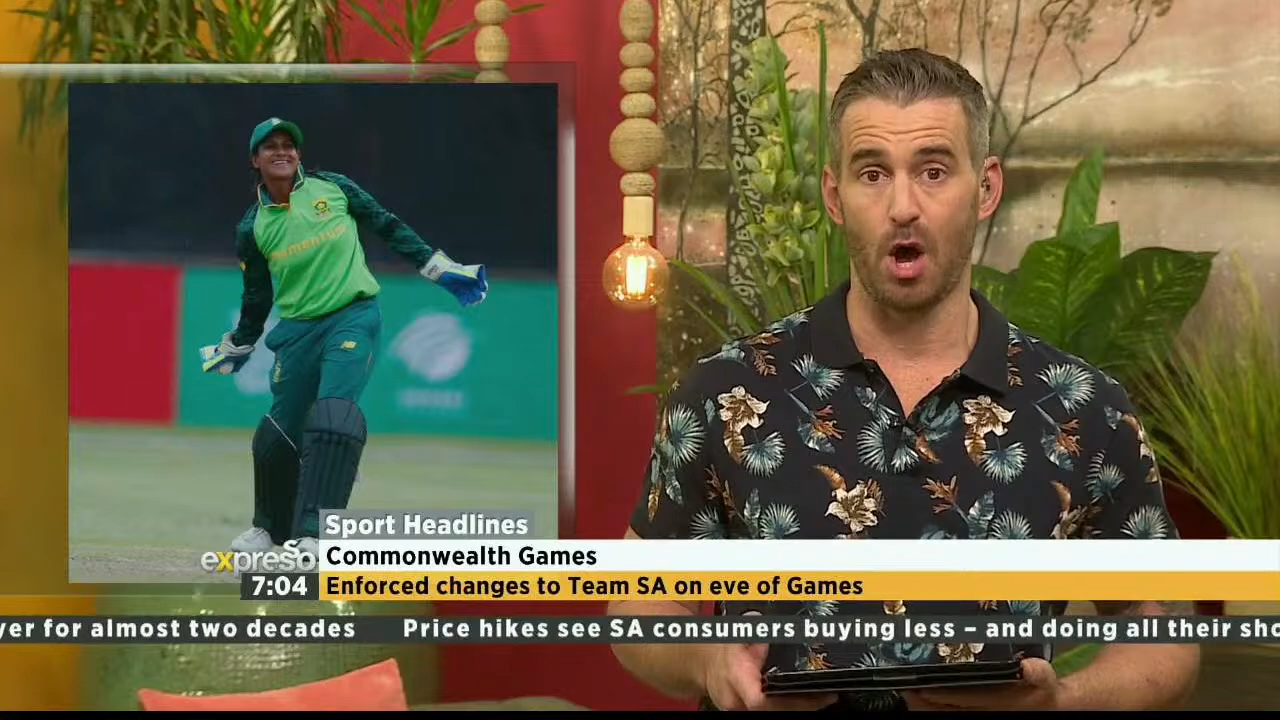 momentum
Sport Headlines
expresso
Commonwealth Games
7:04
Enforced changes to Team SA on eve of Games
yer for almost two decades Price hikes see SA consumers buying less – and doing all their sho